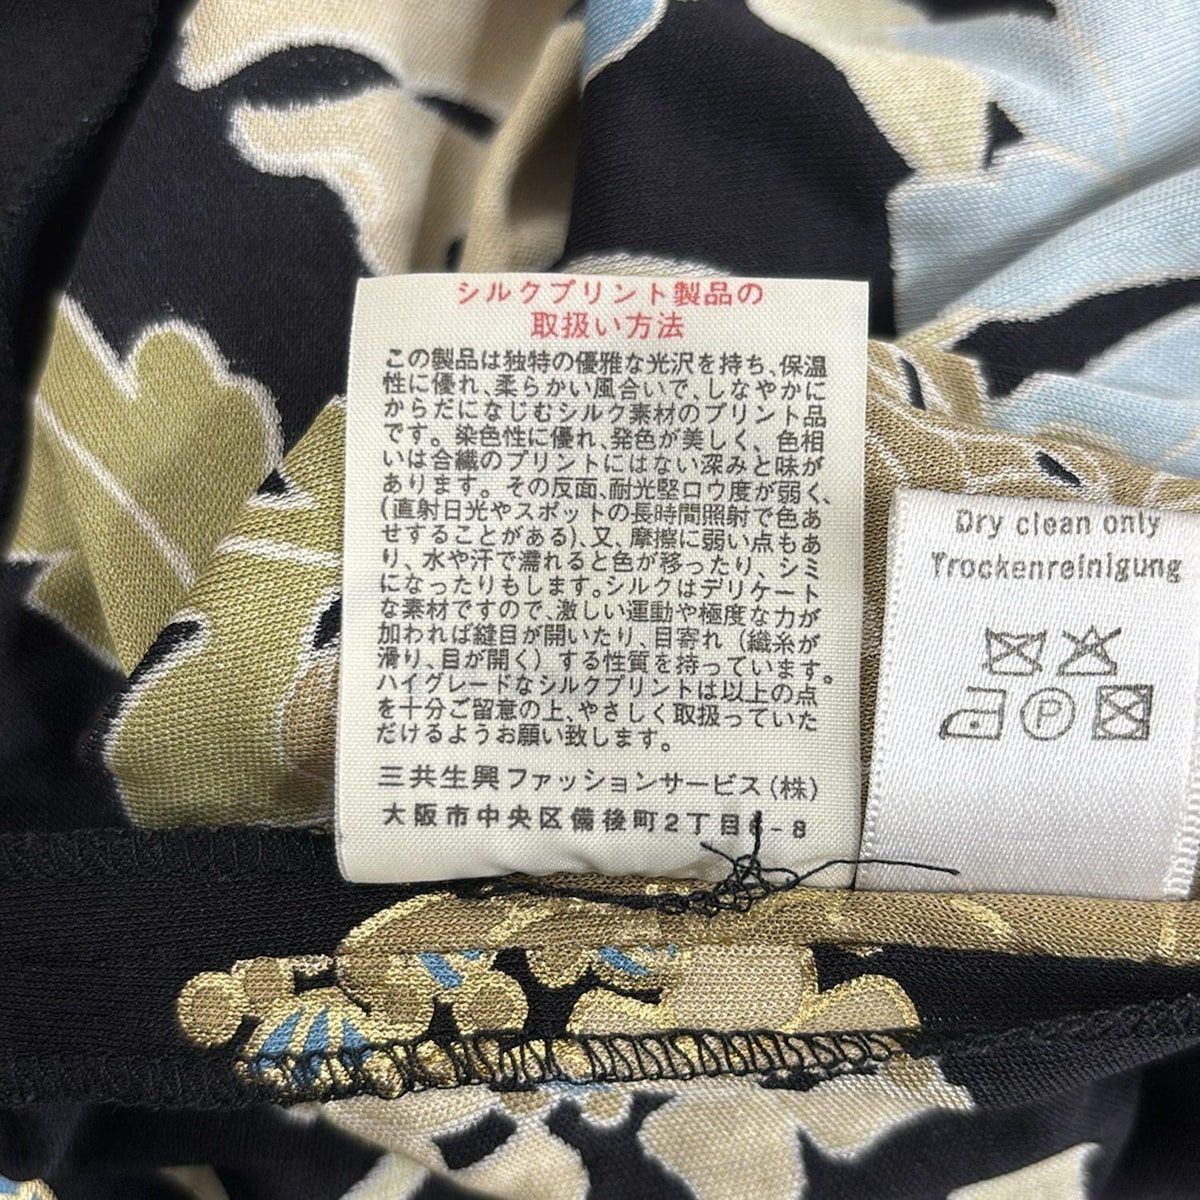 シルクプリント製品の
取扱い方法
この製品は独特の優雅な光沢を持ち、保温
性に優れ、柔らかい風合いで、しなやかに
からだになじむシルク素材のプリント品
です。染色性に優れ、発色が美しく、色相
いは合繊のプリントにはない深みと味が
あります。その反面、耐光堅ロウ度が弱く、
(直射日光やスポットの長時間照射で色あ
せすることがある)、又、摩擦に弱い点もあ
り、水や汗で濡れると色が移ったり、シミ
になったりもします。シルクはデリケート
な素材ですので、激しい運動や極度な力が
加われば縫目が開いたり、目寄れ(織糸が
滑り、目が開く)する性質を持っています。
ハイグレードなシルクプリントは以上の点
を十分ご留意の上、やさしく取扱っていた
だけるようお願い致します。
三共生興ファッションサービス(株)
大阪市中央区備後町2丁目6-8
Dry clean only
Trockenreinigung
P